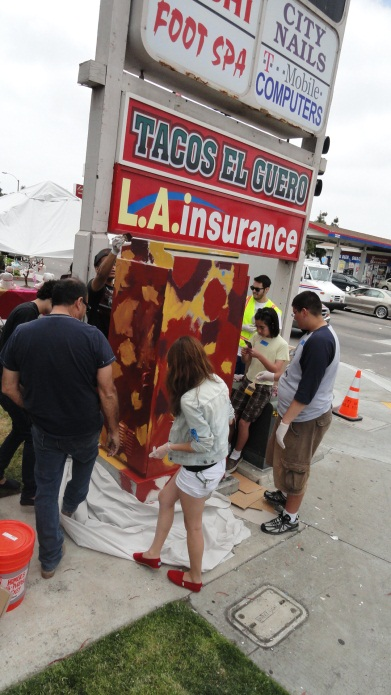 FOOT SPA
CITY
NAILS
T··Mobile·
COMPUTERS
TACOS EL GUERO
L.A.insurance